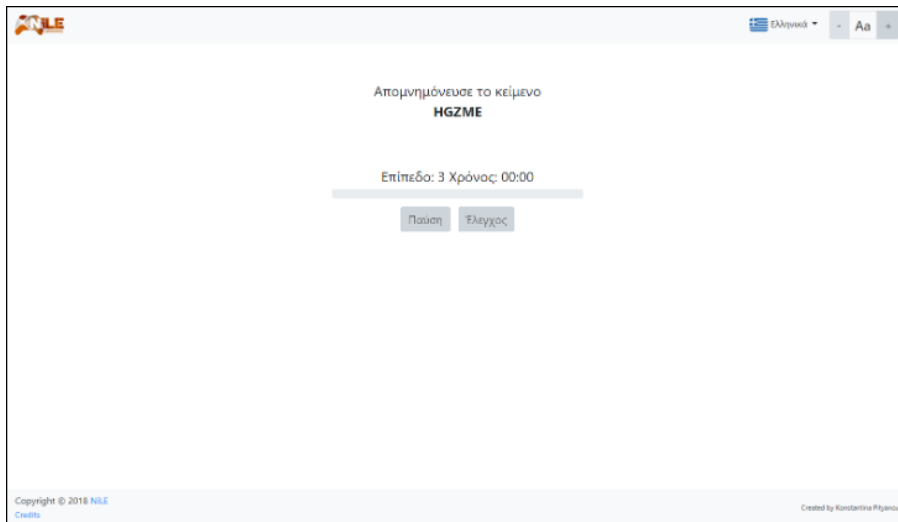 NiLE
Ελληνικά
- Aa +
Απομνημόνευσε το κείμενο
HGZME
Επίπεδο: 3 Χρόνος: 00:00
Παύση Έλεγχος
Copyright © 2018 NiLE
Credits
Created by Konstantina